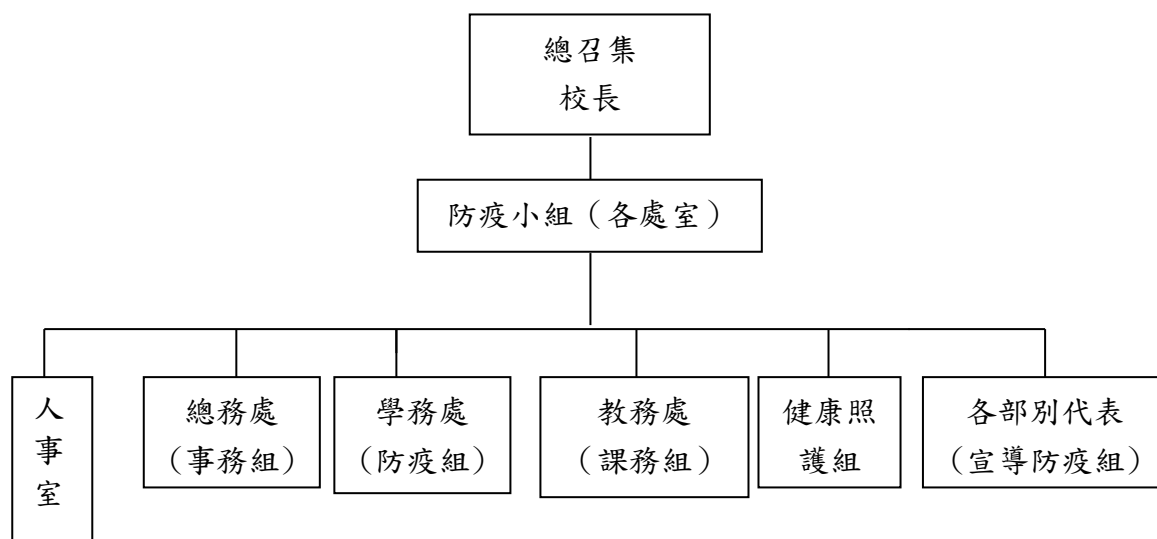 總召集
校長
防疫小組（各處室）
人
事
室
總務處
（事務組）
學務處
（防疫組）
教務處
（課務組）
健康照
護組
各部別代表
（宣導防疫組）